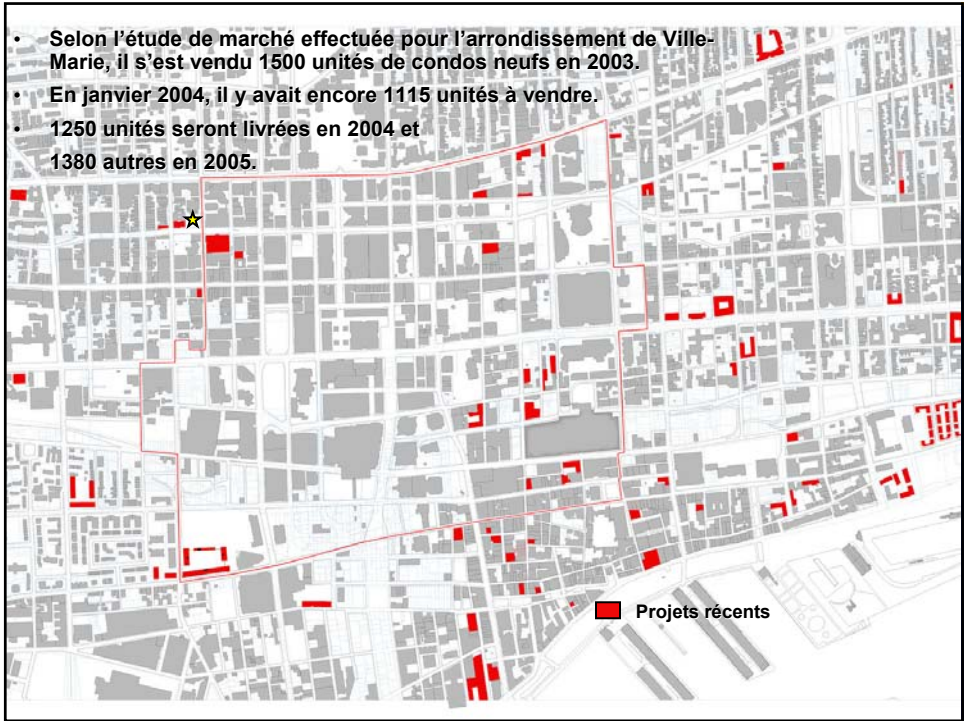 • Selon l'étude de marché effectuée pour l'arrondissement de Ville-
Marie, il s'est vendu 1500 unités de condos neufs en 2003.
• En janvier 2004, il y avait encore 1115 unités à vendre.
• 1250 unités seront livrées en 2004 et
1380 autres en 2005.
Projets récents